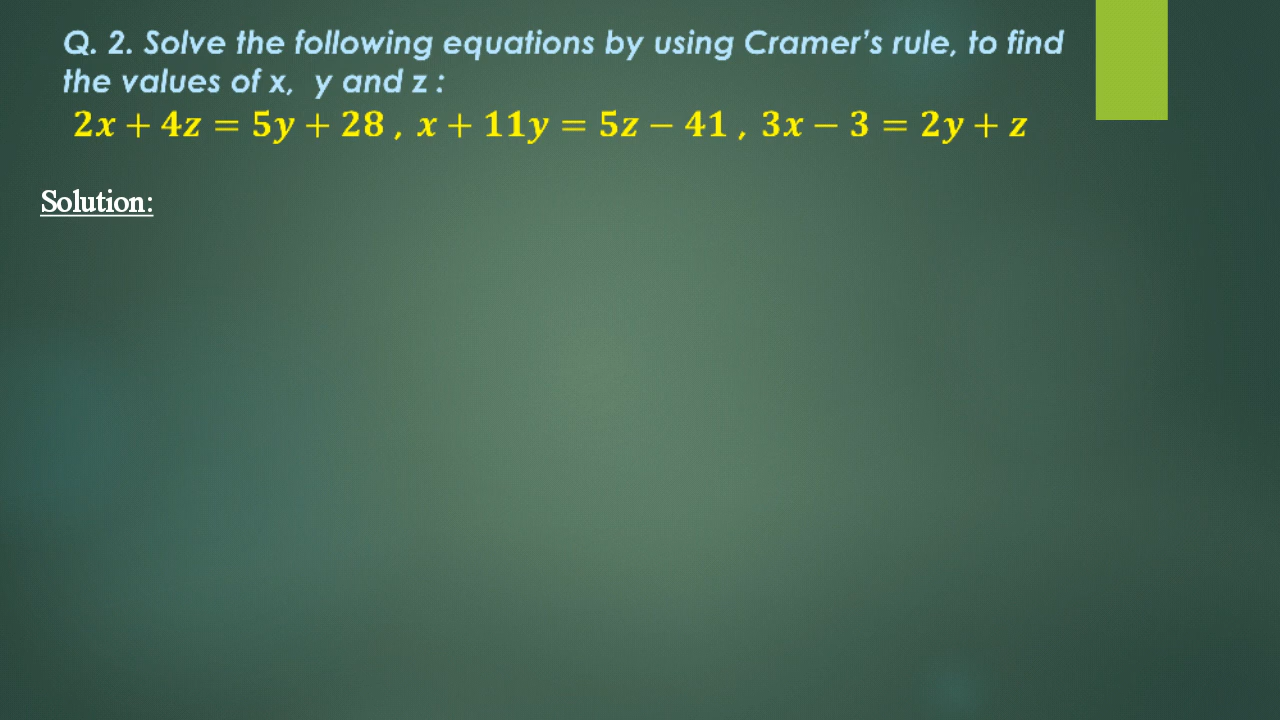 Q. 2. Solve the following equations by using Cramer's rule, to find
the values of x, y and z :
2x + 4z = 5y + 28 , x + 11y = 5z − 41 , 3x − 3 = 2y + z
Solution: